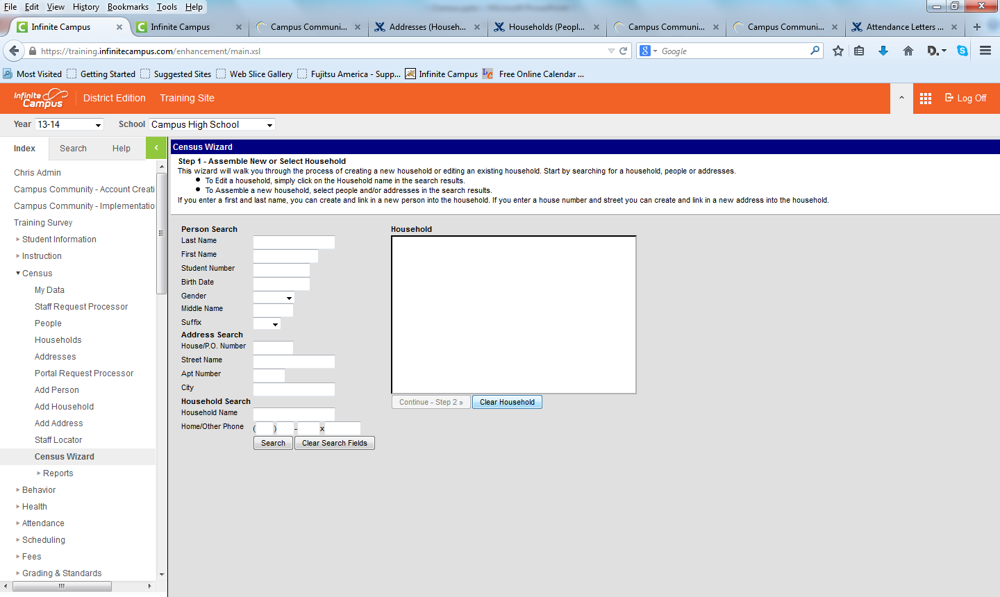 File Edit View History Bookmarks Tools Help
Infinite Campus
Infinite Campus
Campus Communi...
Addresses (Househ...
Households (Peopl...
Campus Communi...
Campus Communi...
Attendance Letters ...
https://training.infinitecampus.com/enhancement/main.xsl
Google
Most Visited Getting Started Suggested Sites Web Slice Gallery Fujitsu America - Supp... Infinite Campus Free Online Calendar ...
Infinite Campus District Edition Training Site Log Off
Year 13-14 School Campus High School
Index Search Help
Chris Admin
Campus Community - Account Creati
Campus Community - Implementatio
Training Survey
Student Information
Instruction
Census
My Data
Staff Request Processor
People
Households
Addresses
Portal Request Processor
Add Person
Add Household
Add Address
Staff Locator
Census Wizard
Reports
Behavior
Health
Attendance
Scheduling
Fees
Grading & Standards
Census Wizard
Step 1 - Assemble New or Select Household
This wizard will walk you through the process of creating a new household or editing an existing household. Start by searching for a household, people or addresses.
• To Edit a household, simply click on the Household name in the search results.
• To Assemble a new household, select people and/or addresses in the search results.
If you enter a first and last name, you can create and link in a new person into the household. If you enter a house number and street you can create and link in a new address into the household.
Person Search
Last Name
First Name
Student Number
Birth Date
Gender
Middle Name
Suffix
Address Search
House/P.O. Number
Street Name
Apt Number
City
Household Search
Household Name
Home/Other Phone ( ) - x
Search Clear Search Fields
Household
Continue - Step 2 » Clear Household